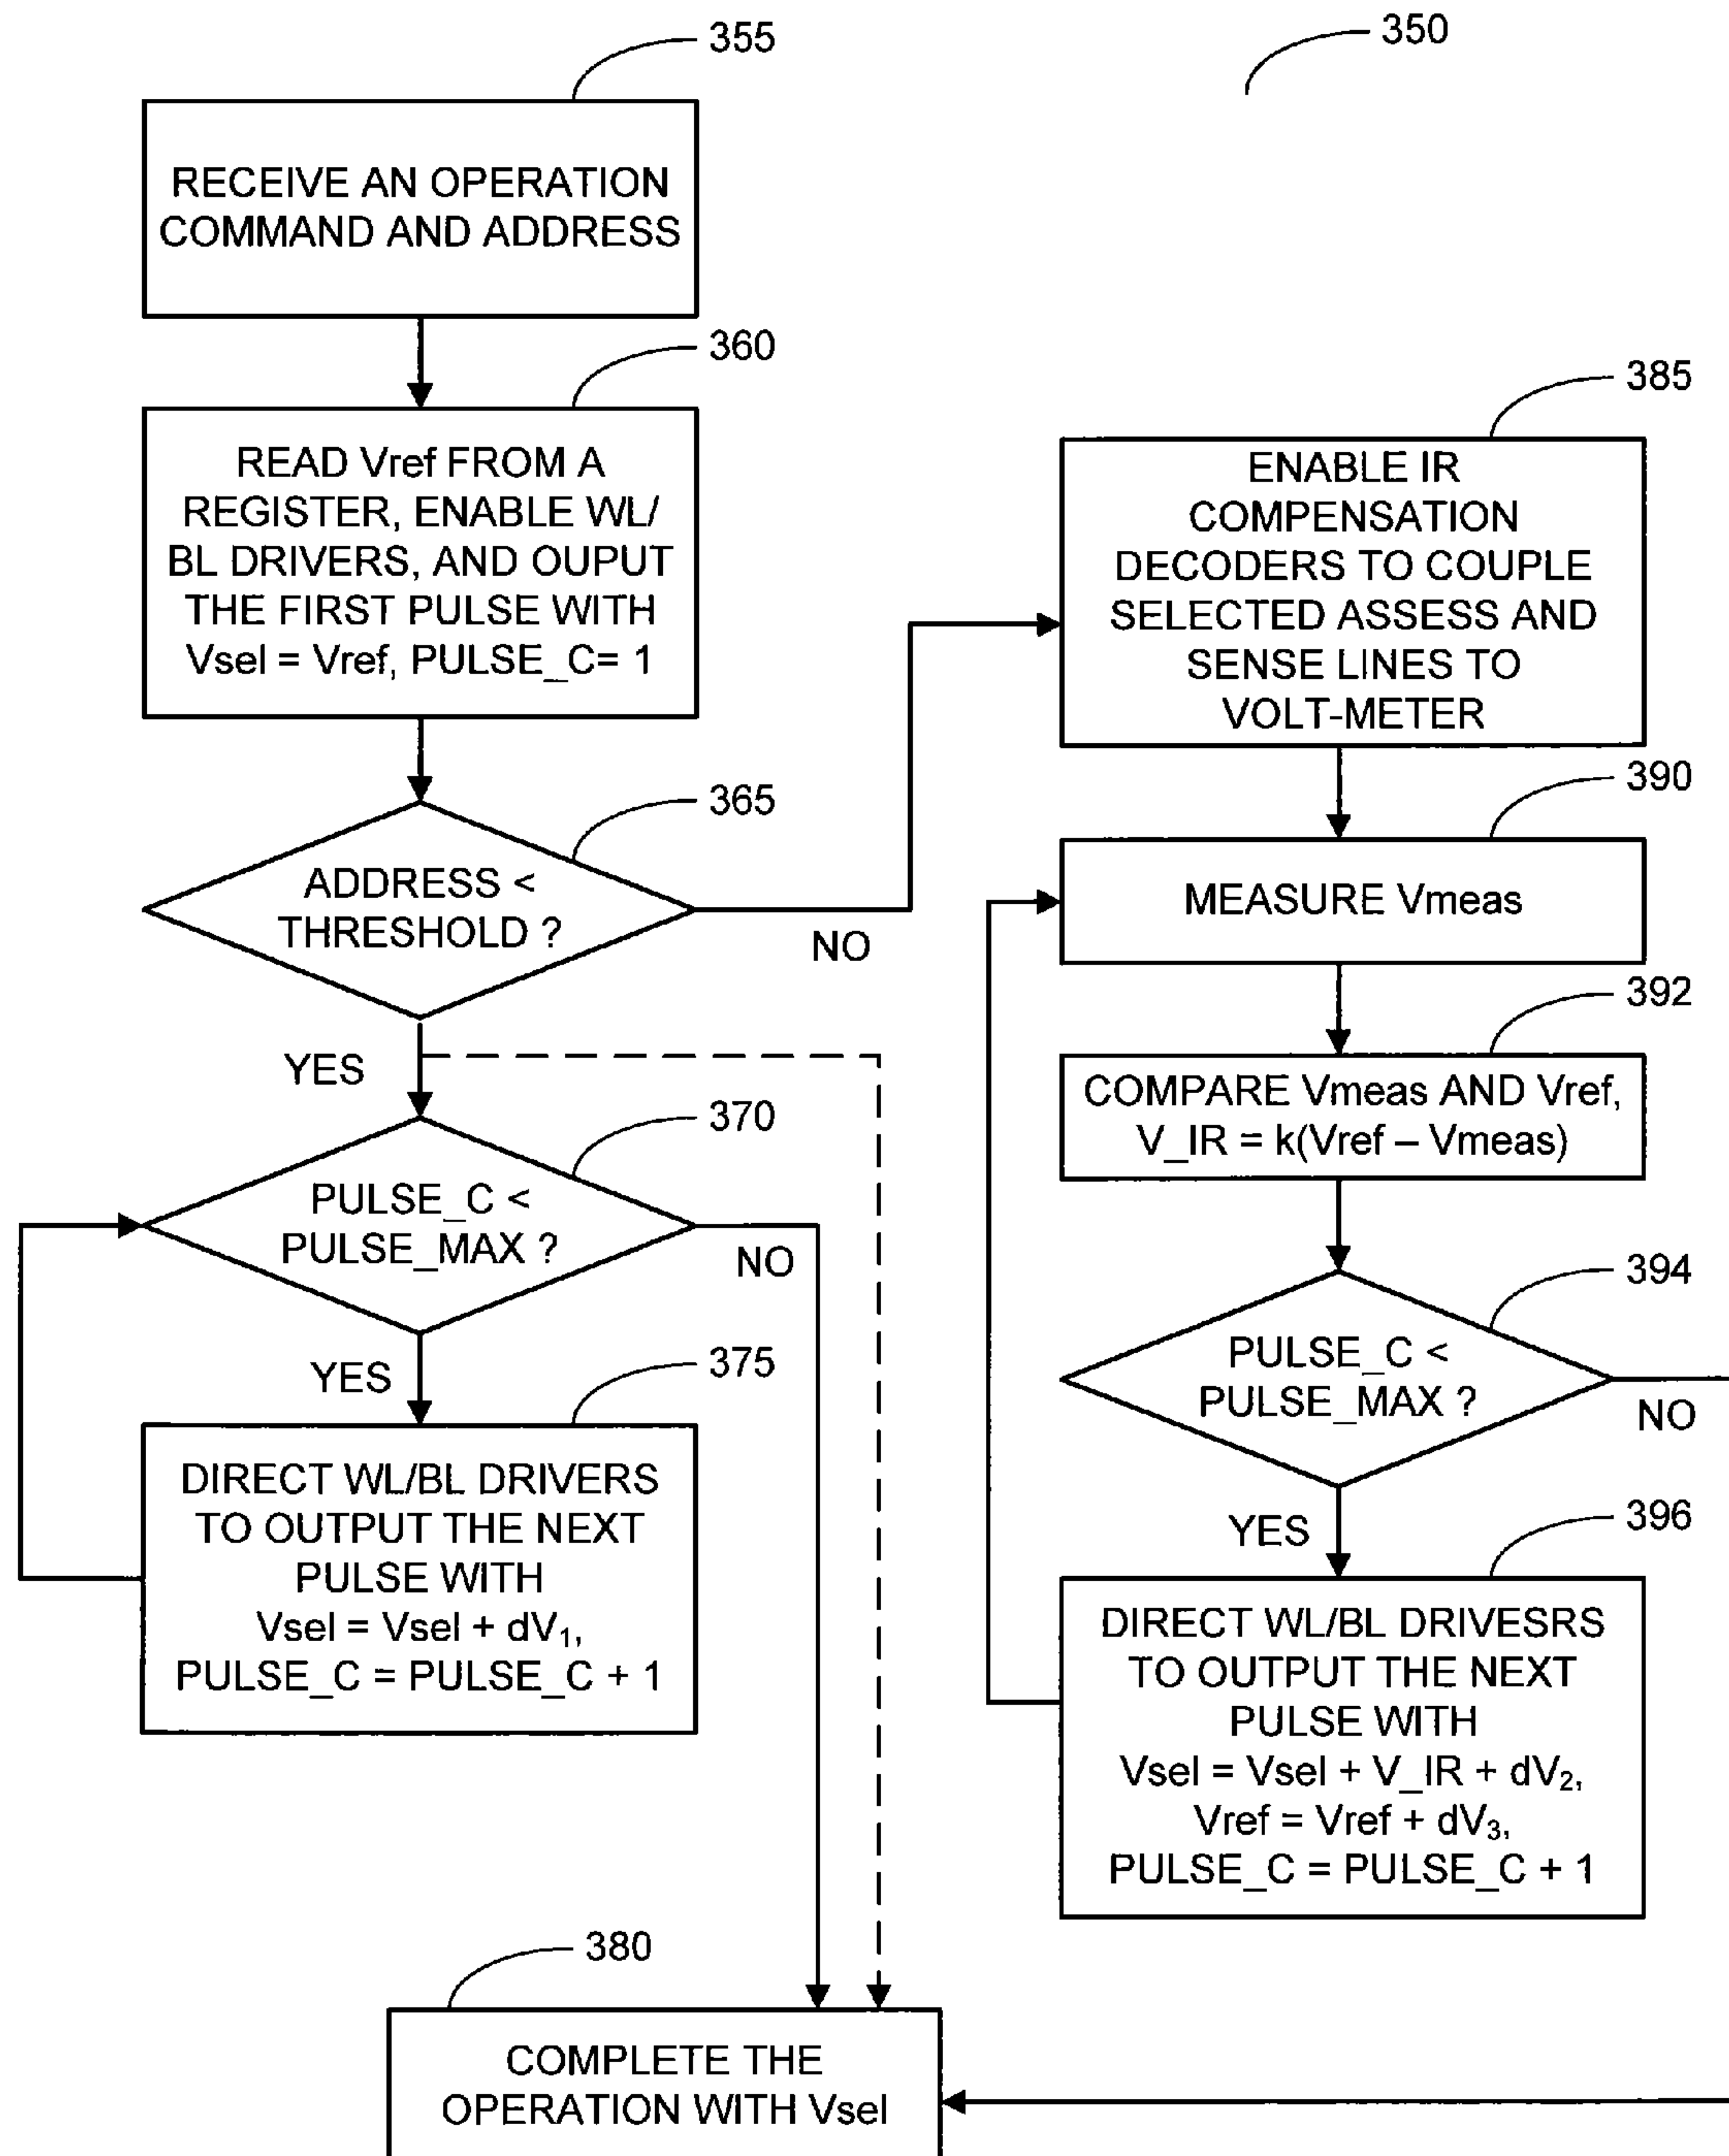 355
350
RECEIVE AN OPERATION
COMMAND AND ADDRESS
360
READ Vref FROM A
REGISTER, ENABLE WL/
BL DRIVERS, AND OUPUT
THE FIRST PULSE WITH
Vsel = Vref, PULSE_C= 1
365
ADDRESS <
THRESHOLD ?
NO
YES
370
PULSE_C <
PULSE_MAX ?
NO
YES
375
DIRECT WL/BL DRIVERS
TO OUTPUT THE NEXT
PULSE WITH
Vsel = Vsel + dV₁,
PULSE_C = PULSE_C + 1
385
ENABLE IR
COMPENSATION
DECODERS TO COUPLE
SELECTED ASSESS AND
SENSE LINES TO
VOLT-METER
390
MEASURE Vmeas
392
COMPARE Vmeas AND Vref,
V_IR = k(Vref – Vmeas)
394
PULSE_C <
PULSE_MAX ?
NO
YES
396
DIRECT WL/BL DRIVESRS
TO OUTPUT THE NEXT
PULSE WITH
Vsel = Vsel + V_IR + dV₂,
Vref = Vref + dV₃,
PULSE_C = PULSE_C + 1
380
COMPLETE THE
OPERATION WITH Vsel